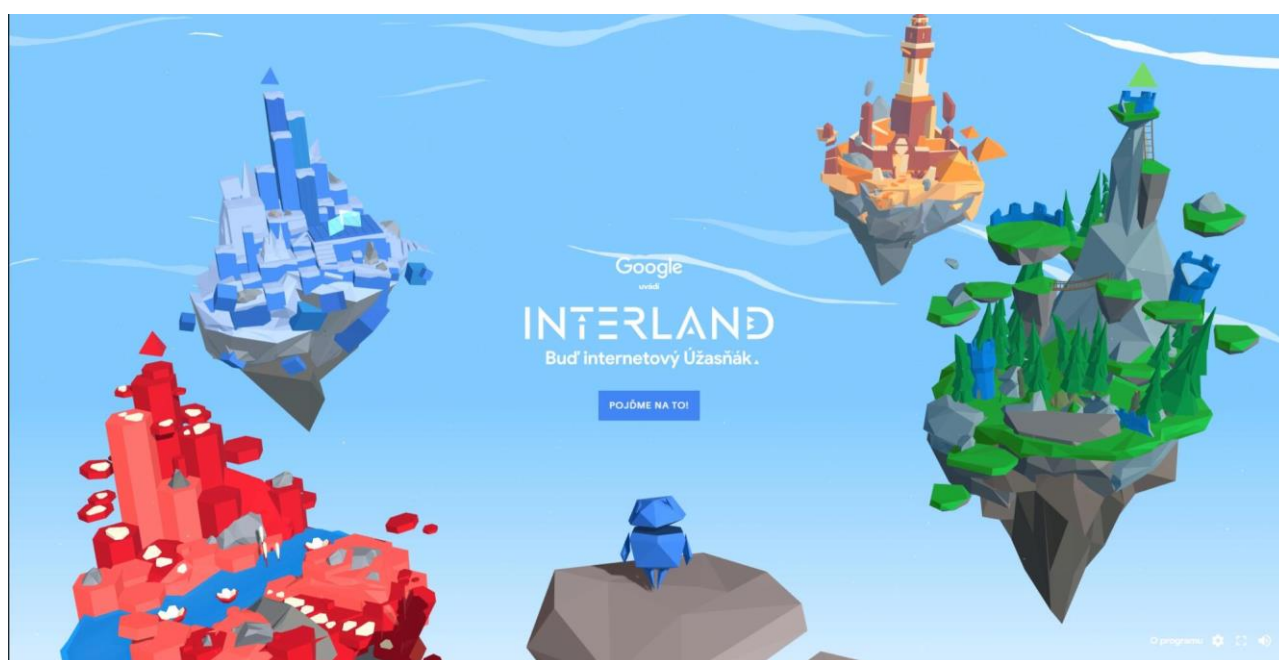 Google
uvádí
INTERLAND
Buď internetový Úžasňák.
POJĎME NA TO!
O programu